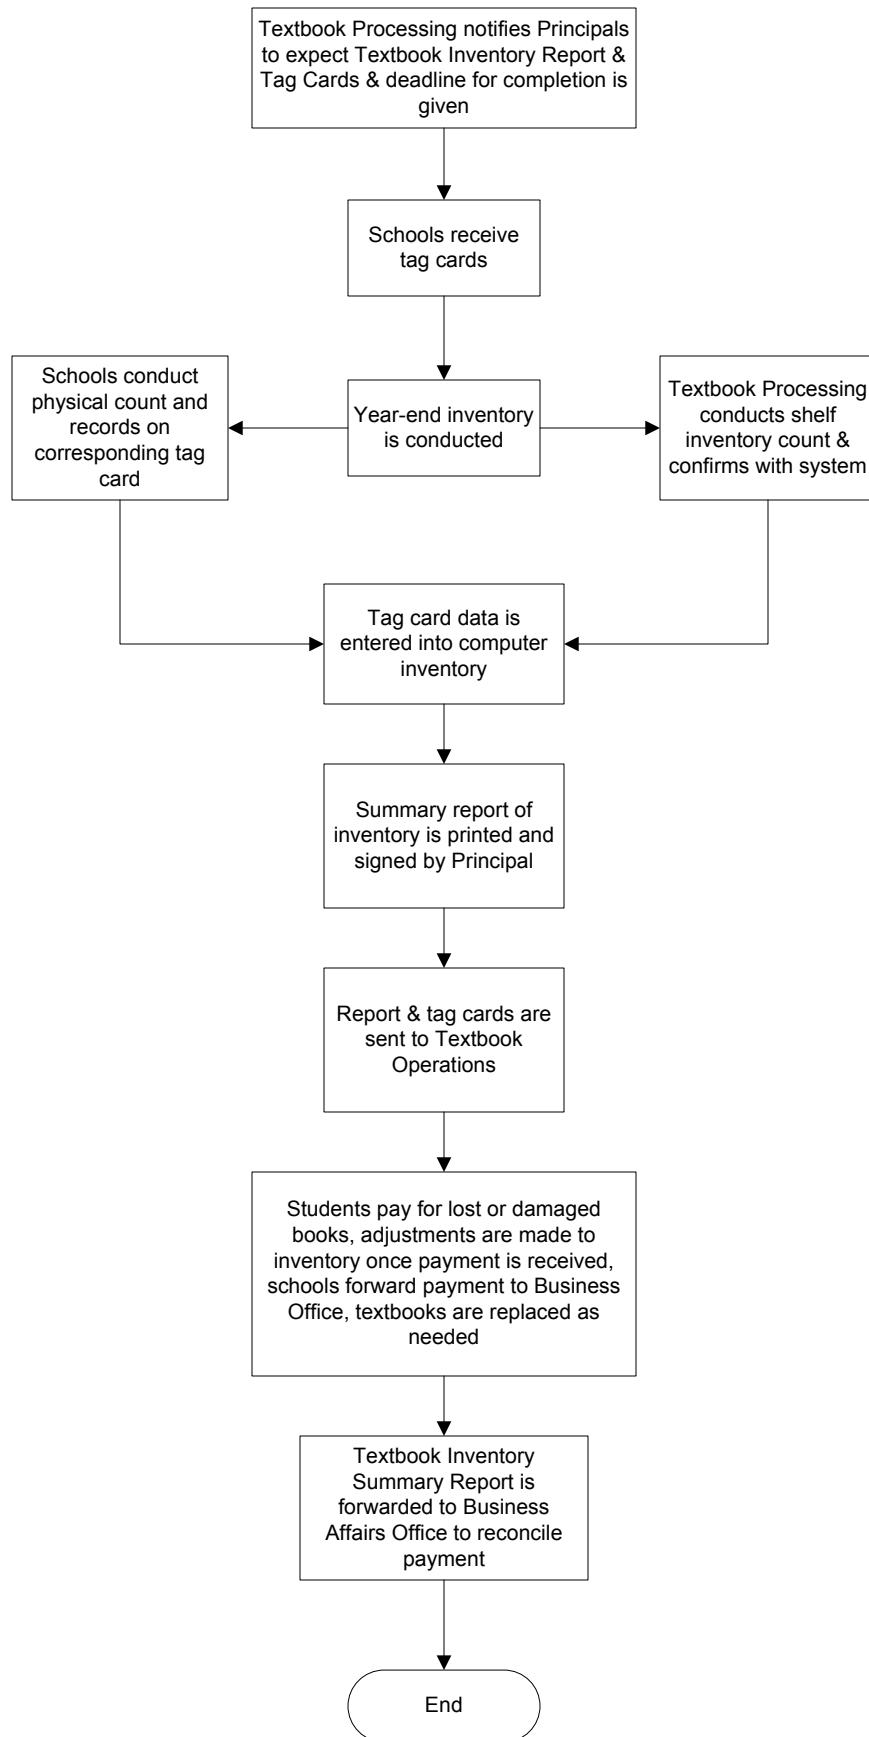 Textbook Processing notifies Principals
to expect Textbook Inventory Report &
Tag Cards & deadline for completion is
given
Schools receive
tag cards
Schools conduct
physical count and
records on
corresponding tag
card
Year-end inventory
is conducted
Textbook Processing
conducts shelf
inventory count &
confirms with system
Tag card data is
entered into computer
inventory
Summary report of
inventory is printed and
signed by Principal
Report & tag cards are
sent to Textbook
Operations
Students pay for lost or damaged
books, adjustments are made to
inventory once payment is received,
schools forward payment to Business
Office, textbooks are replaced as
needed
Textbook Inventory
Summary Report is
forwarded to Business
Affairs Office to reconcile
payment
End